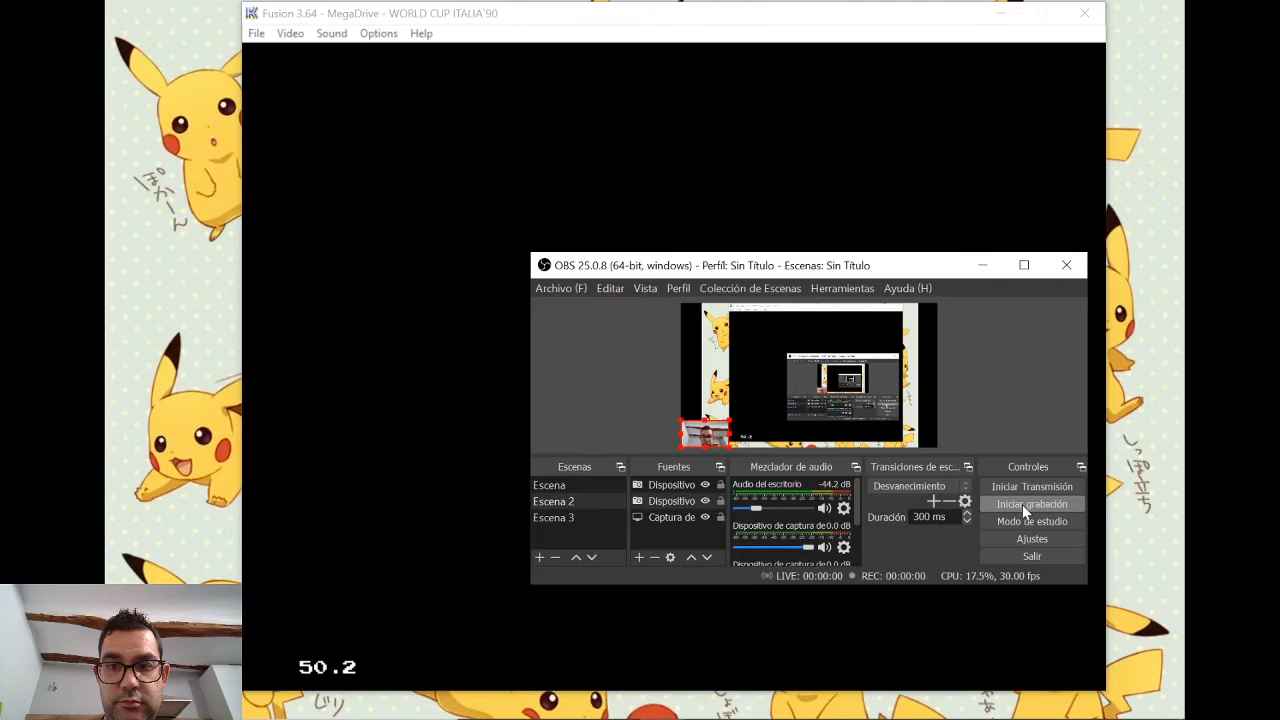 Fusion 3.64 - MegaDrive - WORLD CUP ITALIA`90
File Video Sound Options Help
ぽかーん
OBS 25.0.8 (64-bit, windows) - Perfil: Sin Título - Escenas: Sin Título
Archivo (F) Editar Vista Perfil Colección de Escenas Herramientas Ayuda (H)
Escenas
Escena
Escena 2
Escena 3
Fuentes
Dispositivo
Dispositivo
Captura de
Mezclador de audio
Audio del escritorio -44.2 dB
Dispositivo de captura de 0.0 dB
Transiciones de esc...
Desvanecimiento
Duración 300 ms
Controles
Iniciar Transmisión
Iniciar grabación
Modo de estudio
Ajustes
Salir
LIVE: 00:00:00 REC: 00:00:00 CPU: 17.5%, 30.00 fps
50.2